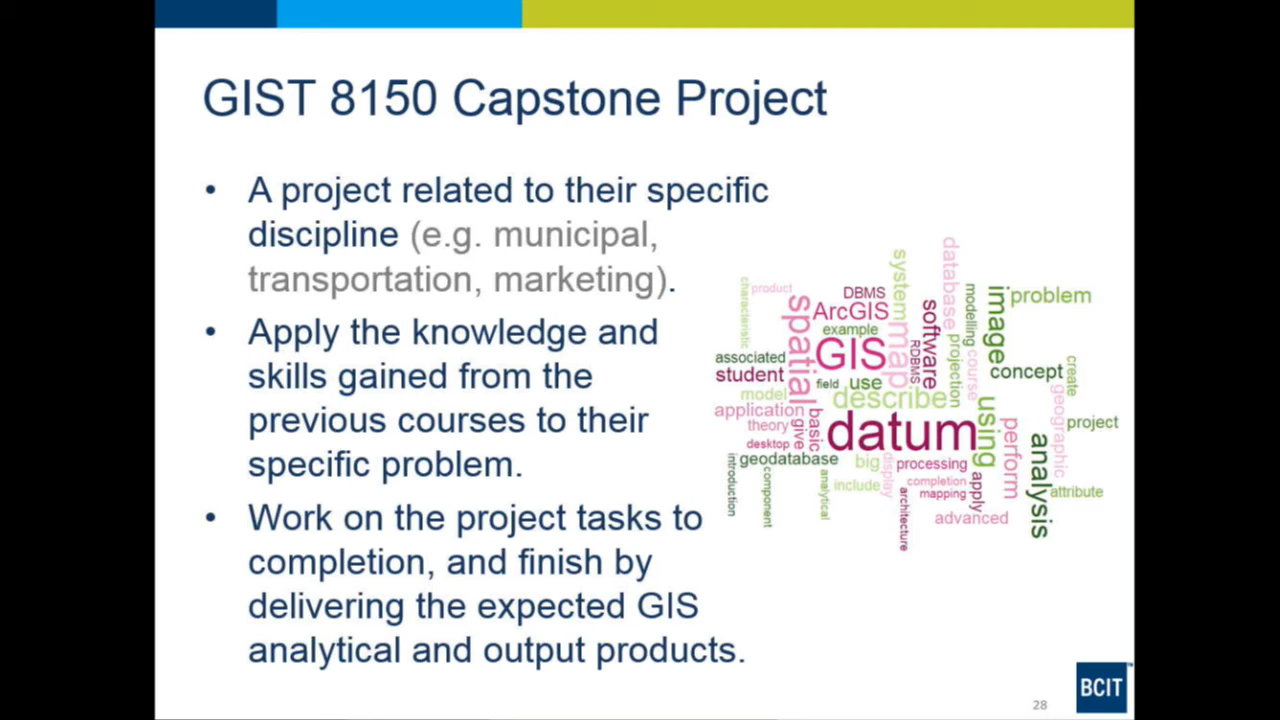 GIST 8150 Capstone Project
• A project related to their specific
discipline (e.g. municipal,
transportation, marketing).
• Apply the knowledge and
skills gained from the
previous courses to their
specific problem.
• Work on the project tasks to
completion, and finish by
delivering the expected GIS
analytical and output products.
characteristic
product
spatial
DBMS
ArcGIS
example
GIS
system
map
software
RDBMS
database
projection
modelling
course
image
problem
concept
create
associated
student
field
use
model
describe
application
theory
give
basic
datum
using
perform
geographic
project
desktop
geodatabase
introduction
component
analytical
big
include
display
processing
completion
mapping
architecture
apply
advanced
analysis
attribute
28
BCIT